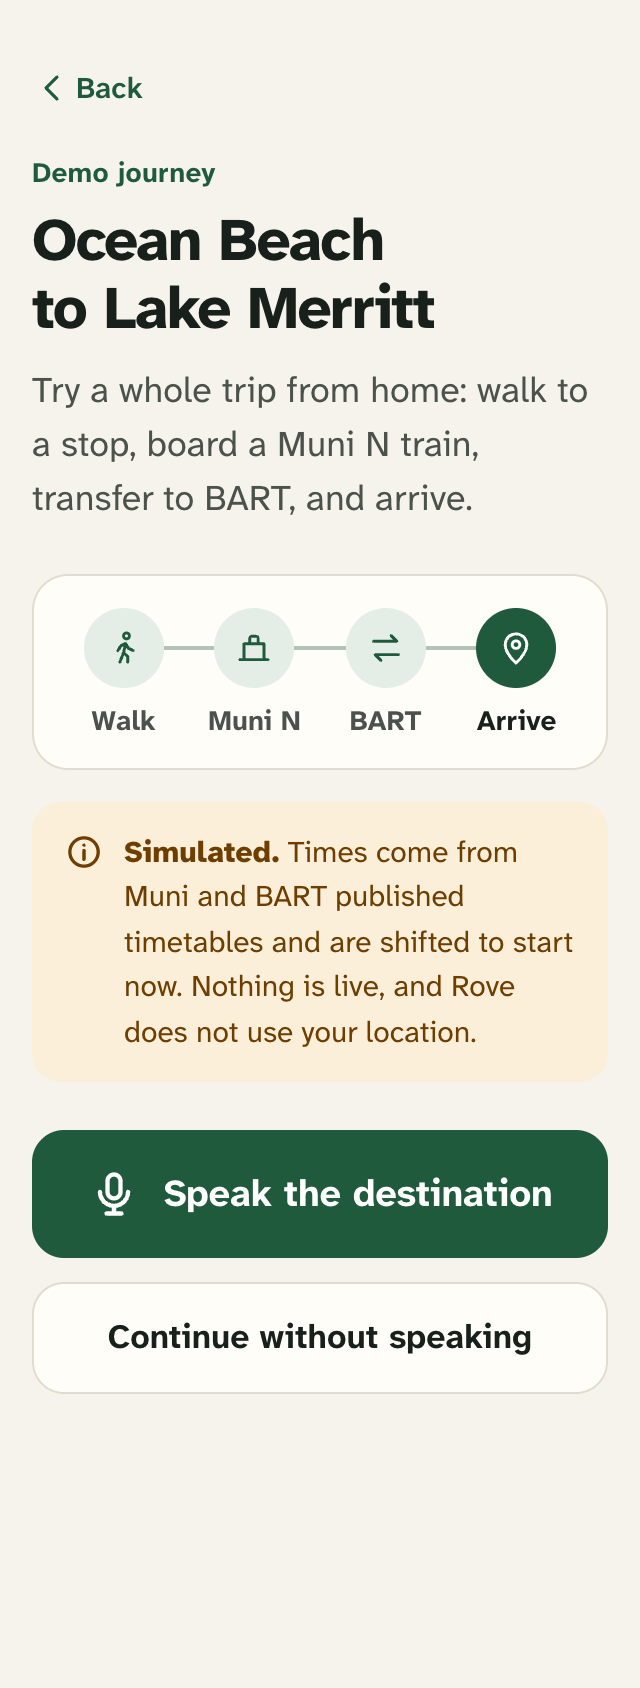 Back
Demo journey
Ocean Beach
to Lake Merritt
Try a whole trip from home: walk to
a stop, board a Muni N train,
transfer to BART, and arrive.
Walk
Muni N
BART
Arrive
Simulated. Times come from
Muni and BART published
timetables and are shifted to start
now. Nothing is live, and Rove
does not use your location.
Speak the destination
Continue without speaking